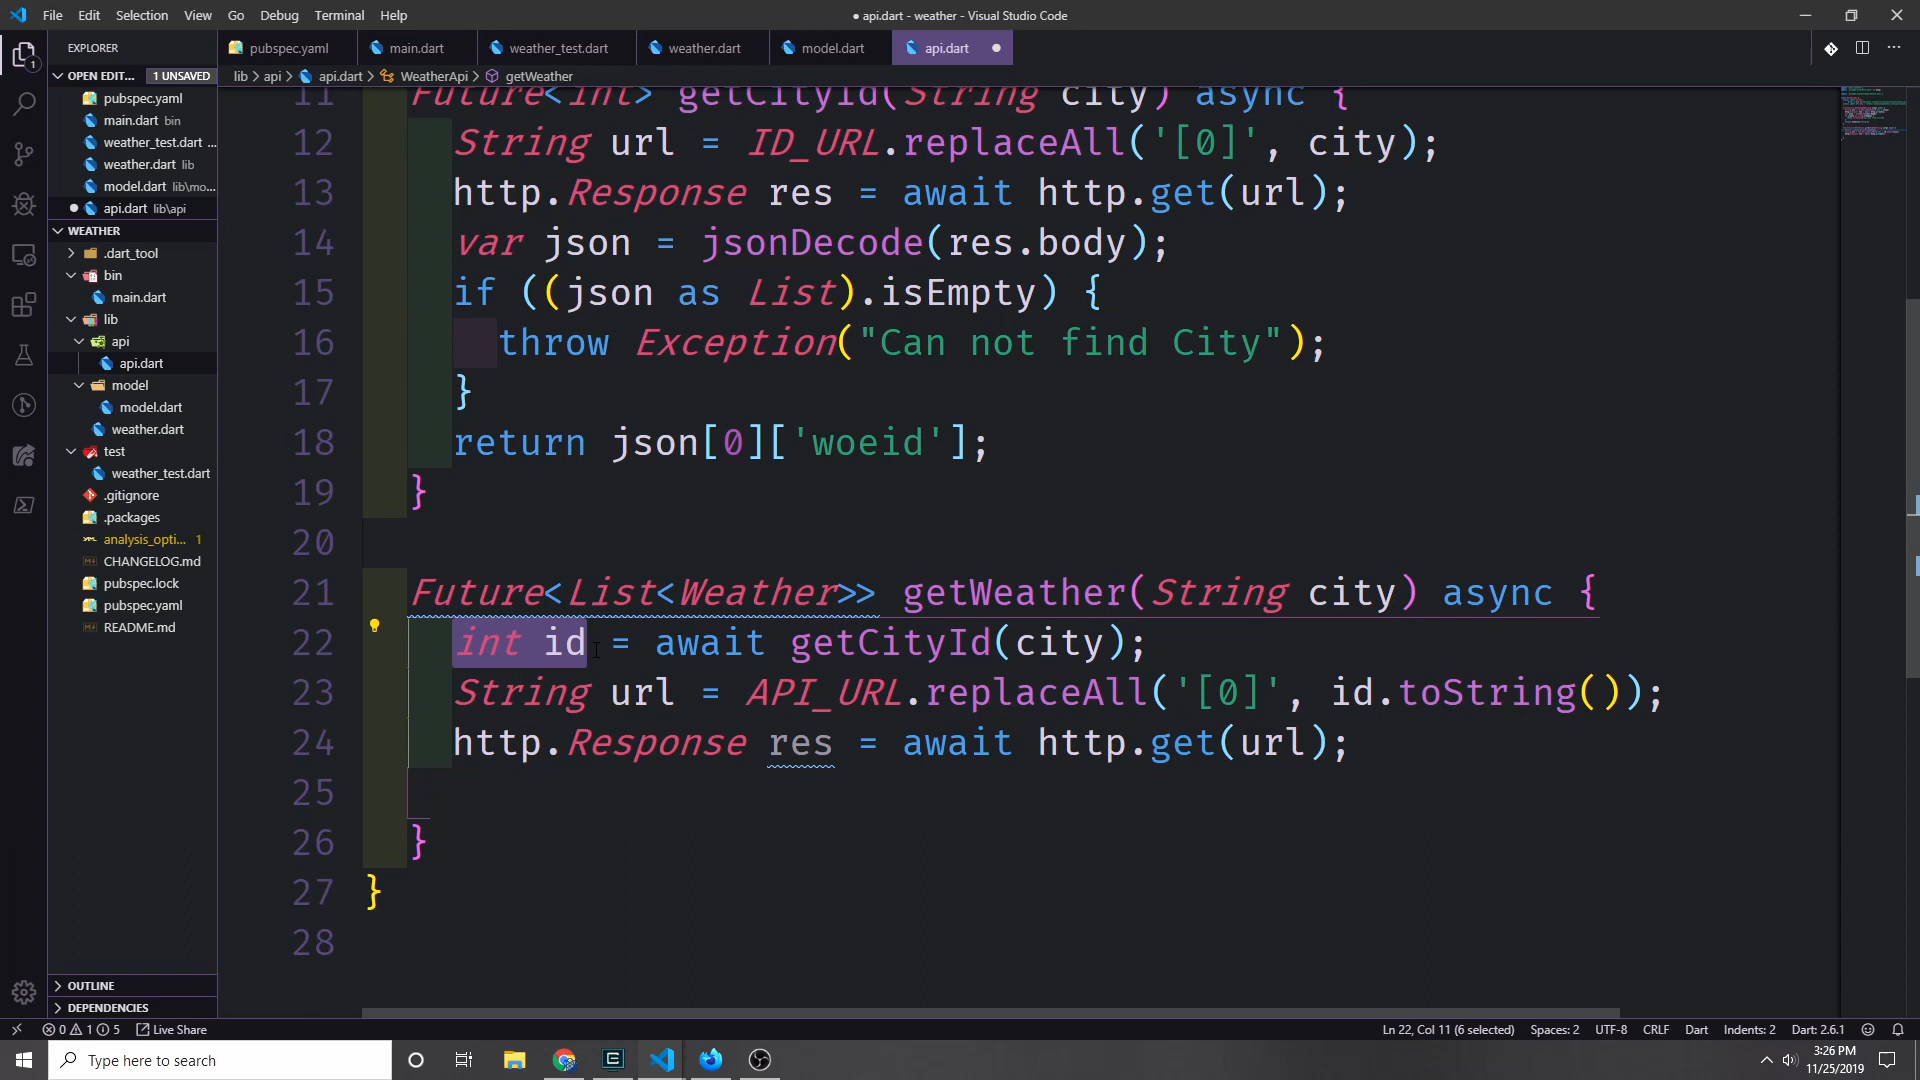 File Edit Selection View Go Debug Terminal Help
● api.dart - weather - Visual Studio Code
EXPLORER
pubspec.yaml main.dart weather_test.dart weather.dart model.dart api.dart
OPEN EDIT... 1 UNSAVED
lib > api > api.dart > WeatherApi > getWeather
pubspec.yaml
main.dart bin
weather_test.dart ...
weather.dart lib
model.dart lib\mo...
api.dart lib\api
WEATHER
.dart_tool
bin
main.dart
lib
api
api.dart
model
model.dart
weather.dart
test
weather_test.dart
.gitignore
.packages
analysis_opti... 1
CHANGELOG.md
pubspec.lock
pubspec.yaml
README.md
OUTLINE
DEPENDENCIES
11 Future<int> getCityId(String city) async {
12 String url = ID_URL.replaceAll('[0]', city);
13 http.Response res = await http.get(url);
14 var json = jsonDecode(res.body);
15 if ((json as List).isEmpty) {
16 throw Exception("Can not find City");
17 }
18 return json[0]['woeid'];
19 }
20
21 Future<List<Weather>> getWeather(String city) async {
22 int id = await getCityId(city);
23 String url = API_URL.replaceAll('[0]', id.toString());
24 http.Response res = await http.get(url);
25
26 }
27 }
28
0 1 5 Live Share
Ln 22, Col 11 (6 selected) Spaces: 2 UTF-8 CRLF Dart Indents: 2 Dart: 2.6.1
Type here to search
3:26 PM
11/25/2019